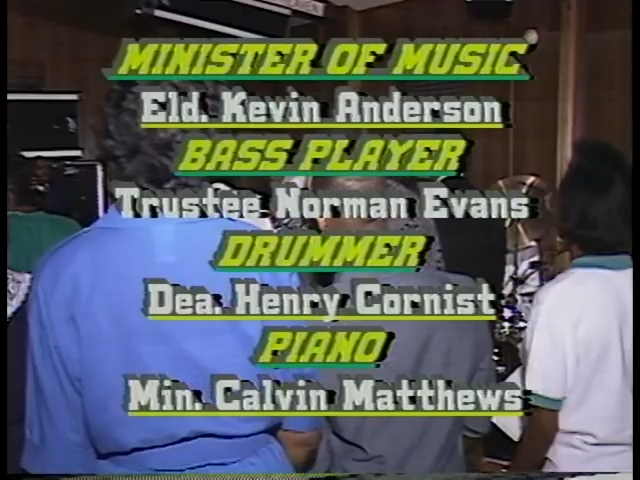 MINISTER OF MUSIC
Eld. Kevin Anderson
BASS PLAYER
Trustee Norman Evans
DRUMMER
Dea. Henry Cornist
PIANO
Min. Calvin Matthews